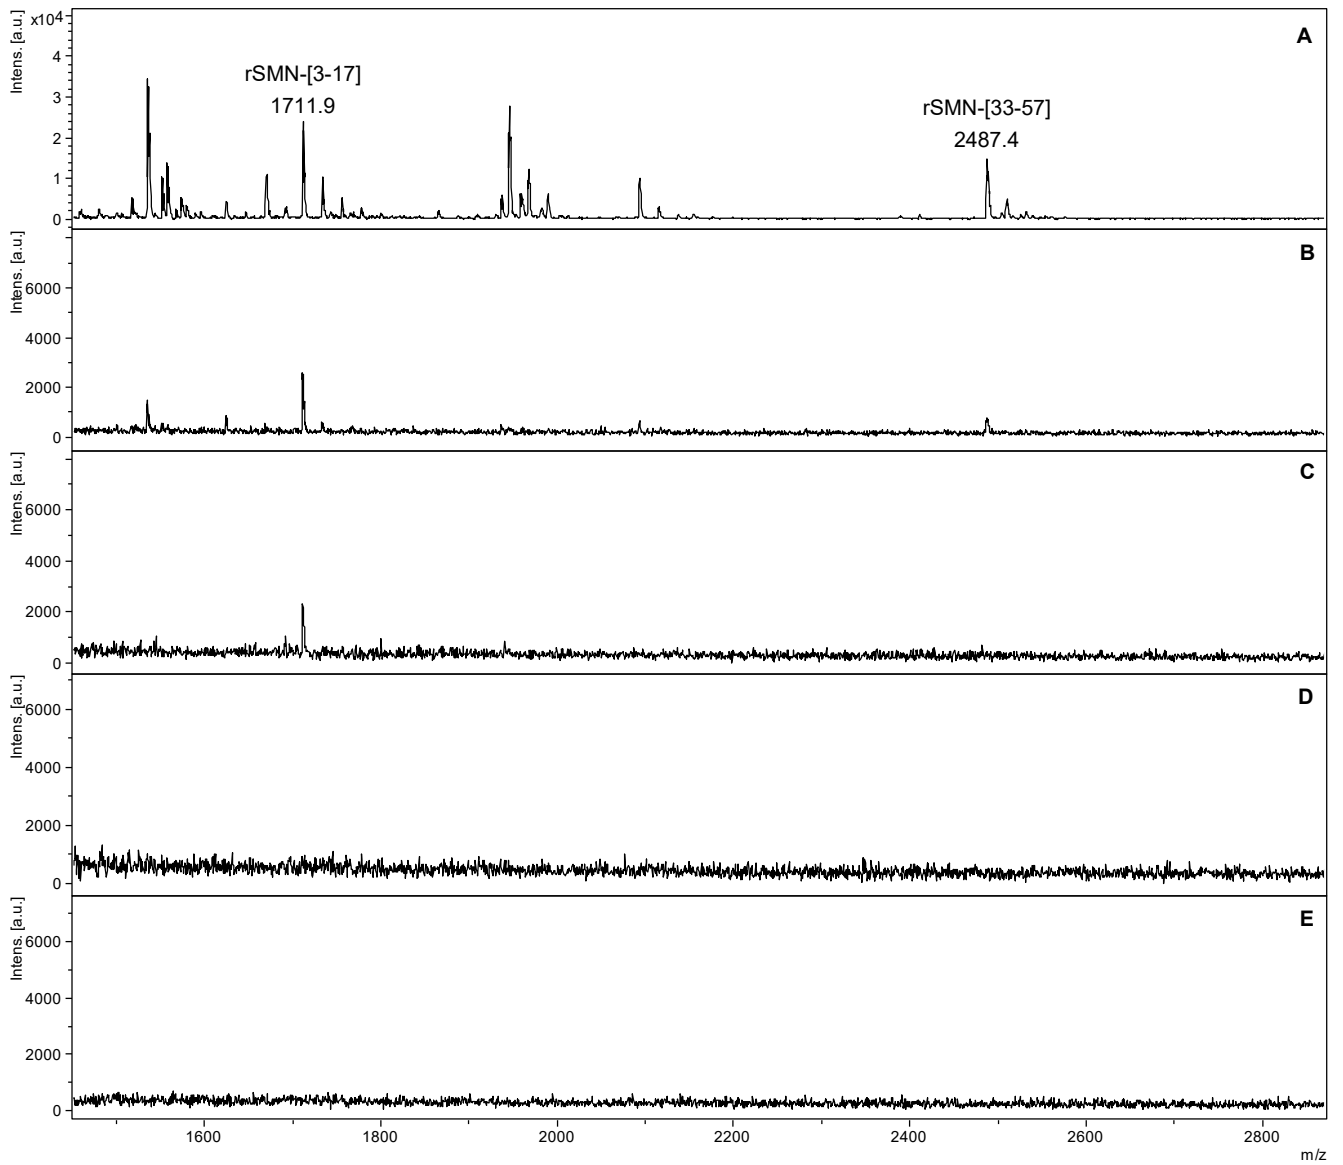 Intens. [a.u.]
x10⁴
A
rSMN-[3-17]
1711.9
rSMN-[33-57]
2487.4
4
3
2
1
0
Intens. [a.u.]
B
6000
4000
2000
0
Intens. [a.u.]
C
6000
4000
2000
0
Intens. [a.u.]
D
6000
4000
2000
0
Intens. [a.u.]
E
6000
4000
2000
0
1600 1800 2000 2200 2400 2600 2800
m/z